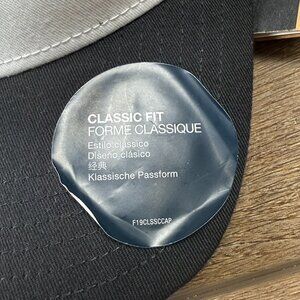 CLASSIC FIT
FORME CLASSIQUE
Estilo clássico
Diseño clásico
经典
Klassische Passform
F19CLSSCCAP